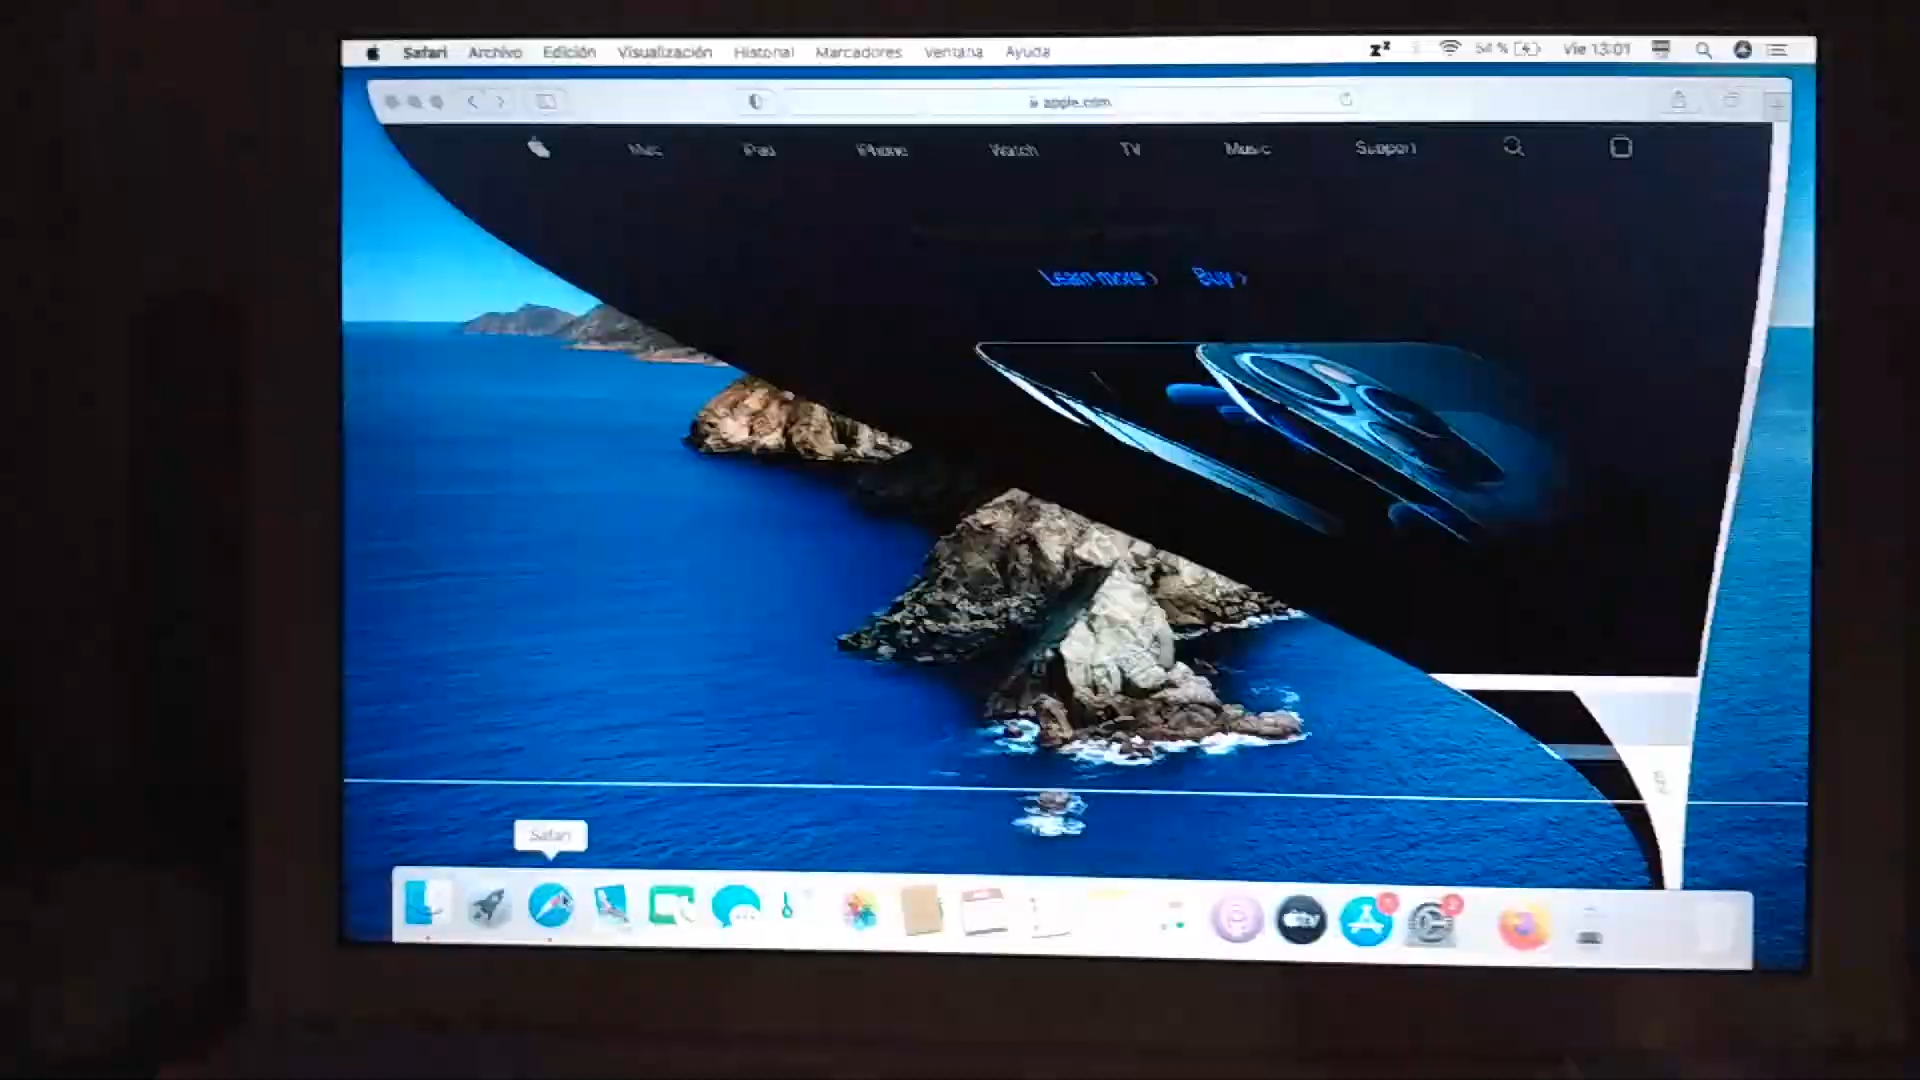 Safari Archivo Edición Visualización Historial Marcadores Ventana Ayuda
54 % Vie 13:01
apple.com
Mac iPad iPhone Watch TV Music Support
Learn more > Buy >
Safari
tv